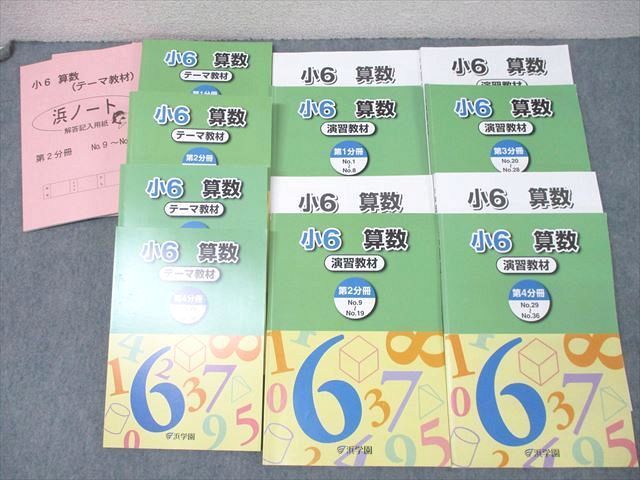 小6 算数
(テーマ教材)
浜ノート
解答記入用紙
第2分冊 No.9～No.
小6 算数
テーマ教材
第1分冊
小6 算数
テーマ教材
第2分冊
小6 算数
テーマ教材
小6 算数
テーマ教材
第4分冊
浜学園
小6 算数
小6 算数
演習教材
第1分冊
No.1
～
No.8
小6 算数
小6 算数
演習教材
第2分冊
No.9
～
No.19
浜学園
小6 算数
演習教材
小6 算数
演習教材
第3分冊
No.20
～
No.28
小6 算数
小6 算数
演習教材
第4分冊
No.29
～
No.36
浜学園